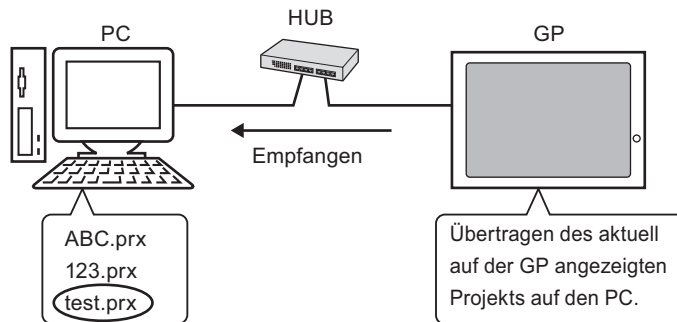 PC
HUB
GP
Empfangen
ABC.prx
123.prx
test.prx
Übertragen des aktuell
auf der GP angezeigten
Projekts auf den PC.